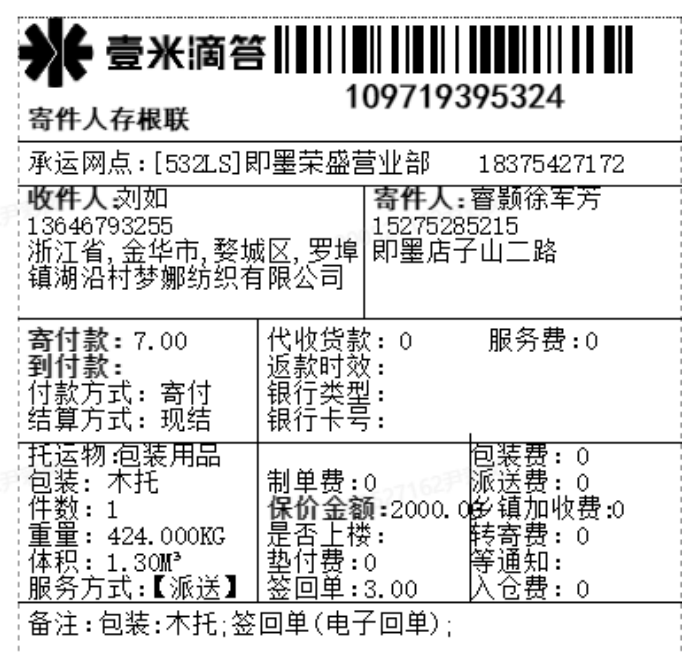 壹米滴答
109719395324
寄件人存根联
承运网点:[532LS]即墨荣盛营业部 18375427172
收件人:刘如
13646793255
浙江省,金华市,婺城区,罗埠
镇湖沿村梦娜纺织有限公司
寄件人:睿颢徐军芳
15275285215
即墨店子山二路
寄付款: 7.00
到付款:
付款方式: 寄付
结算方式: 现结
代收货款: 0 服务费:0
返款时效:
银行类型:
银行卡号:
托运物:包装用品
包装: 木托
件数: 1
重量: 424.000KG
体积: 1.30M³
服务方式:【派送】
制单费:0
保价金额:2000.00
是否上楼:
垫付费:0
签回单:3.00
包装费: 0
派送费: 0
乡镇加收费:0
转寄费: 0
等通知:
入仓费: 0
备注:包装:木托;签回单(电子回单);